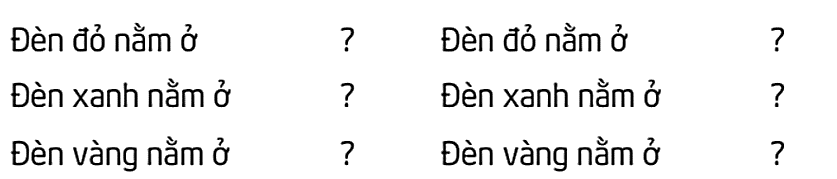 Đèn đỏ nằm ở ? Đèn đỏ nằm ở ?
Đèn xanh nằm ở ? Đèn xanh nằm ở ?
Đèn vàng nằm ở ? Đèn vàng nằm ở ?